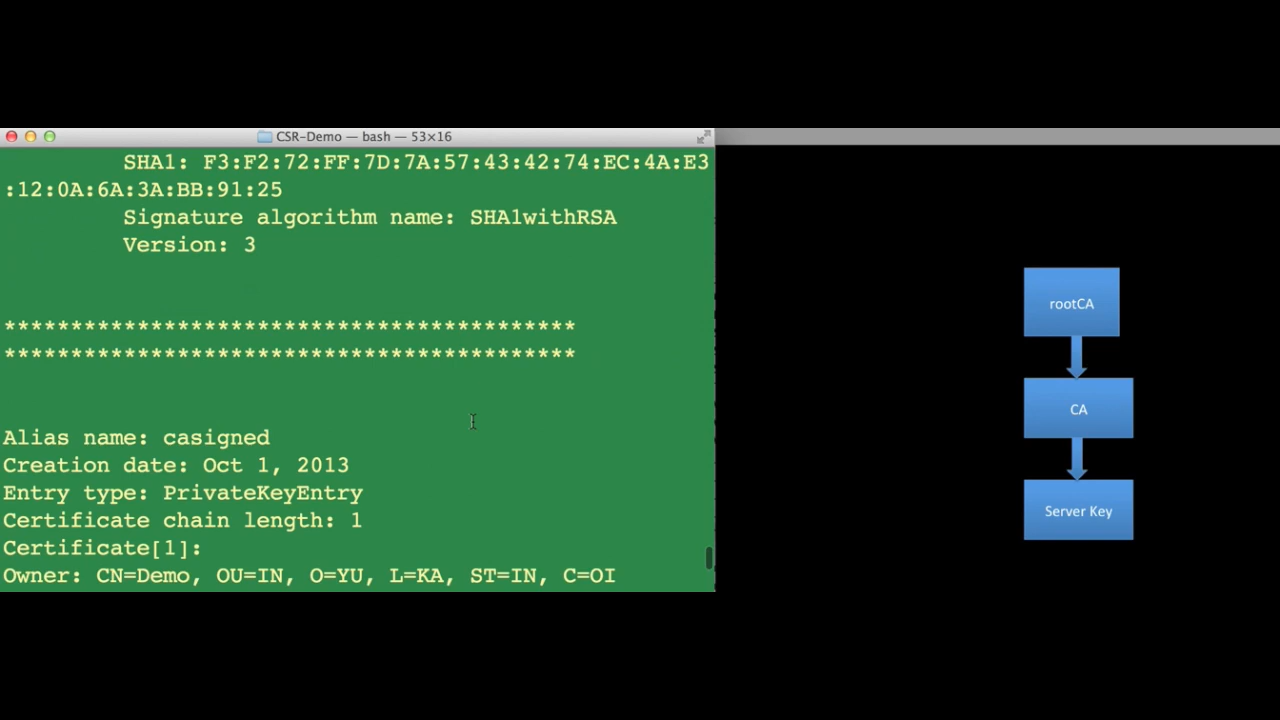 CSR-Demo — bash — 53×16
SHA1: F3:F2:72:FF:7D:7A:57:43:42:74:EC:4A:E3
:12:0A:6A:3A:BB:91:25
Signature algorithm name: SHA1withRSA
Version: 3
*******************************************
*******************************************
Alias name: casigned
Creation date: Oct 1, 2013
Entry type: PrivateKeyEntry
Certificate chain length: 1
Certificate[1]:
Owner: CN=Demo, OU=IN, O=YU, L=KA, ST=IN, C=OI
rootCA
CA
Server Key